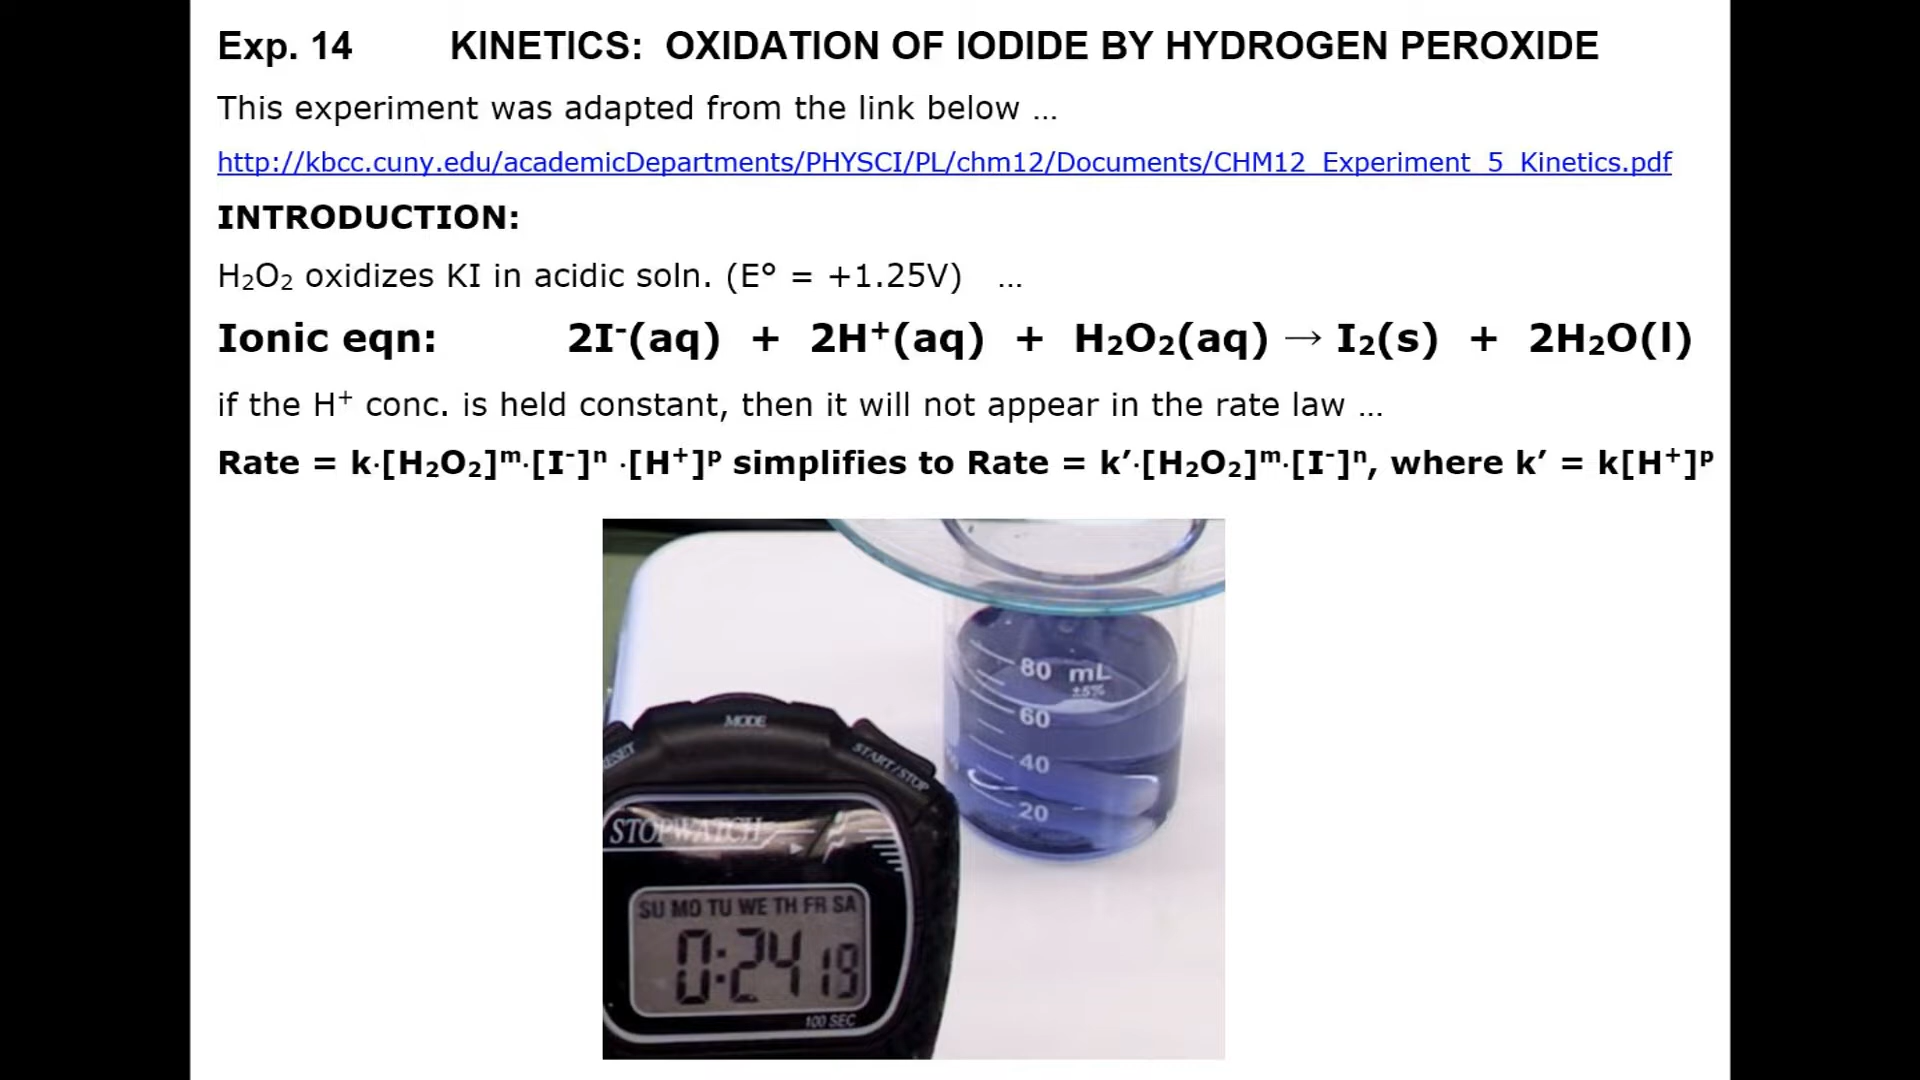 Exp. 14 KINETICS: OXIDATION OF IODIDE BY HYDROGEN PEROXIDE
This experiment was adapted from the link below ...
http://kbcc.cuny.edu/academicDepartments/PHYSCI/PL/chm12/Documents/CHM12_Experiment_5_Kinetics.pdf
INTRODUCTION:
H₂O₂ oxidizes KI in acidic soln. (E° = +1.25V) ...
Ionic eqn: 2I⁻(aq) + 2H⁺(aq) + H₂O₂(aq) → I₂(s) + 2H₂O(l)
if the H⁺ conc. is held constant, then it will not appear in the rate law ...
Rate = k·[H₂O₂]ᵐ·[I⁻]ⁿ ·[H⁺]ᵖ simplifies to Rate = k′·[H₂O₂]ᵐ·[I⁻]ⁿ, where k′ = k[H⁺]ᵖ
80 mL
±5%
60
40
20
MODE
START/STOP
STOPWATCH
SU MO TU WE TH FR SA
0:24 19
100 SEC